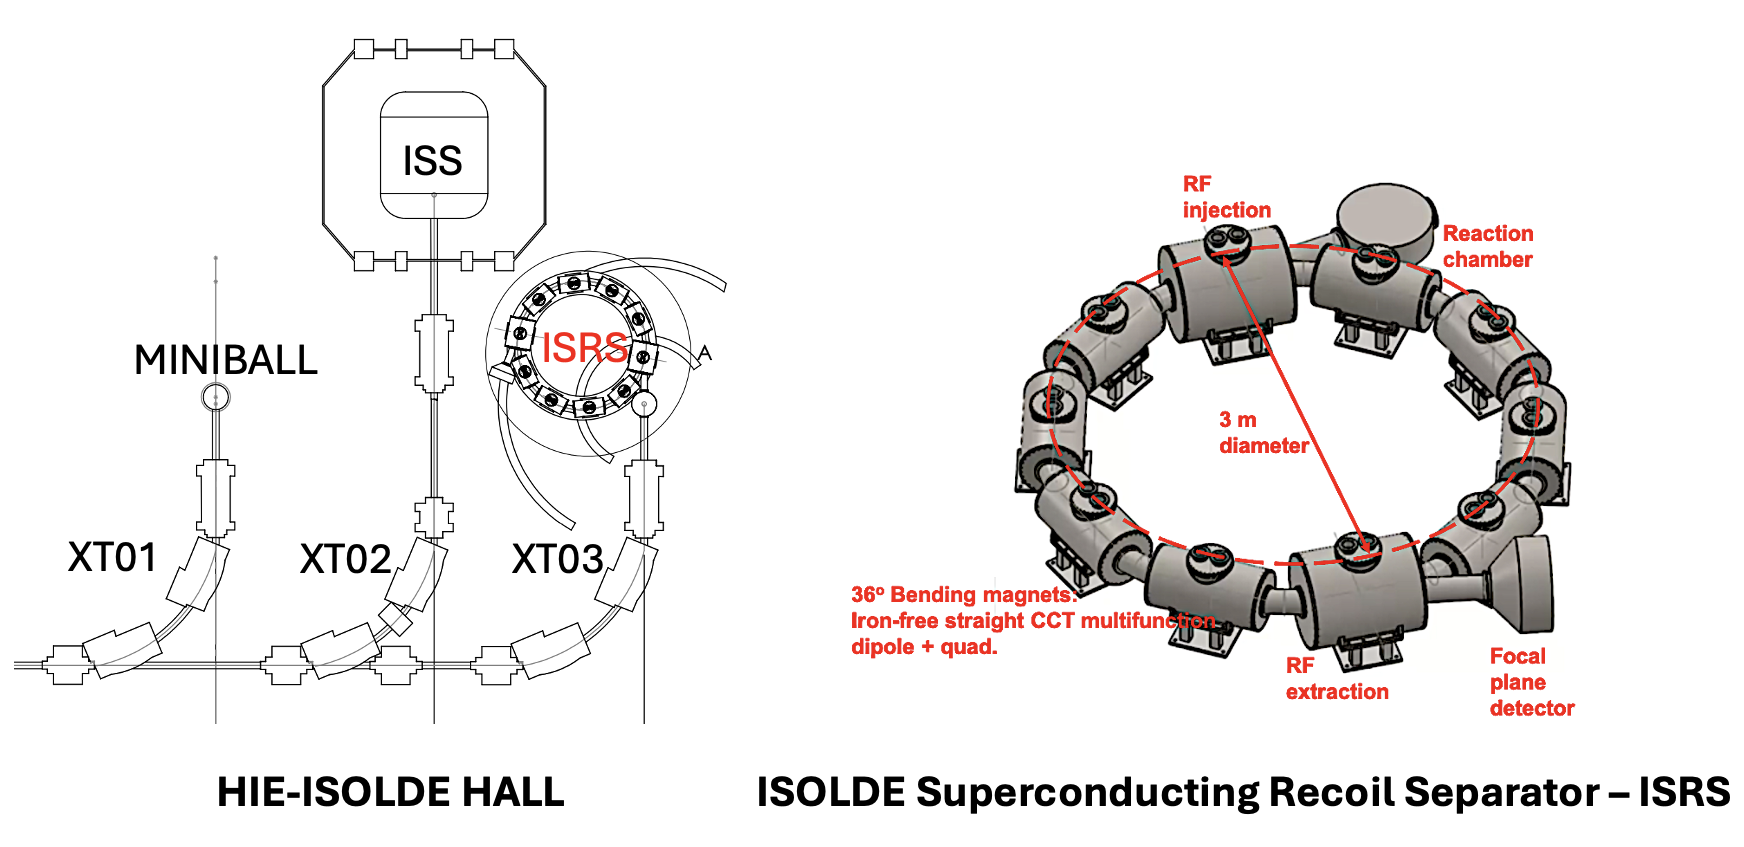 ISS
MINIBALL
ISRS
A
XT01
XT02
XT03
HIE-ISOLDE HALL
RF
injection
Reaction
chamber
3 m
diameter
36º Bending magnets:
Iron-free straight CCT multifunction
dipole + quad.
RF
extraction
Focal
plane
detector
ISOLDE Superconducting Recoil Separator – ISRS